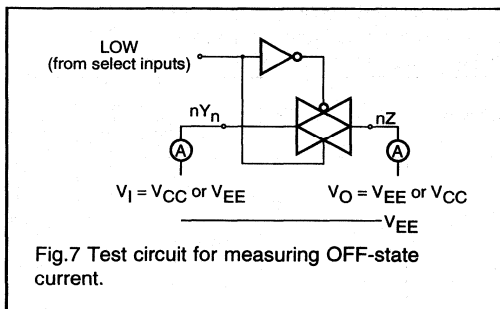 LOW
(from select inputs)
nYn
nZ
A
A
VI = VCC or VEE
VO = VEE or VCC
VEE
Fig.7 Test circuit for measuring OFF-state
current.